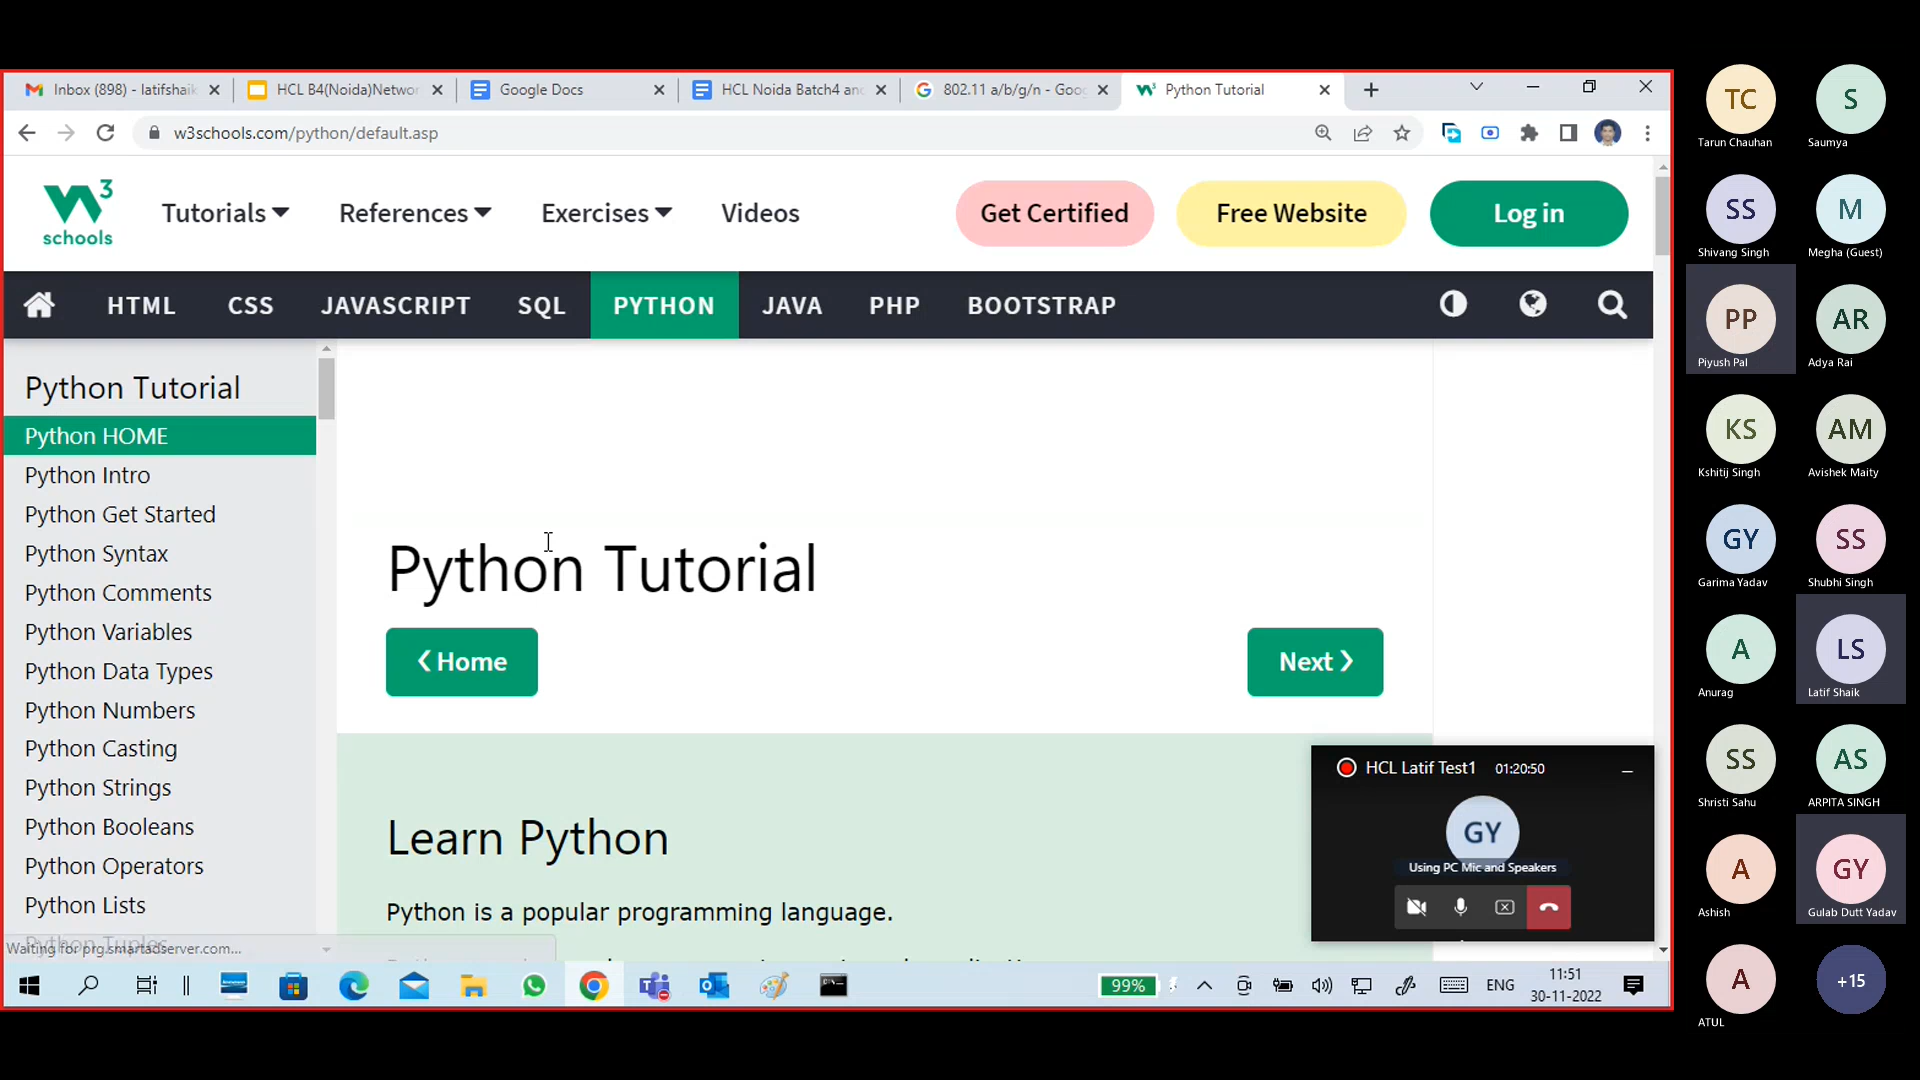 Inbox (898) - latifshaik
HCL B4(Noida)Networ
Google Docs
HCL Noida Batch4 and
802.11 a/b/g/n - Goo
Python Tutorial
w3schools.com/python/default.asp
W3
schools
Tutorials
References
Exercises
Videos
Get Certified
Free Website
Log in
HTML
CSS
JAVASCRIPT
SQL
PYTHON
JAVA
PHP
BOOTSTRAP
Python Tutorial
Python HOME
Python Intro
Python Get Started
Python Syntax
Python Comments
Python Variables
Python Data Types
Python Numbers
Python Casting
Python Strings
Python Booleans
Python Operators
Python Lists
Python Tuples
Waiting for prg.smartadserver.com...
Python Tutorial
❮ Home
Next ❯
Learn Python
Python is a popular programming language.
HCL Latif Test1 01:20:50
GY
Using PC Mic and Speakers
99%
ENG
11:51
30-11-2022
TC
Tarun Chauhan
S
Saumya
SS
Shivang Singh
M
Megha (Guest)
PP
Piyush Pal
AR
Adya Rai
KS
Kshitij Singh
AM
Avishek Maity
GY
Garima Yadav
SS
Shubhi Singh
A
Anurag
LS
Latif Shaik
SS
Shristi Sahu
AS
ARPITA SINGH
A
Ashish
GY
Gulab Dutt Yadav
A
ATUL
+15